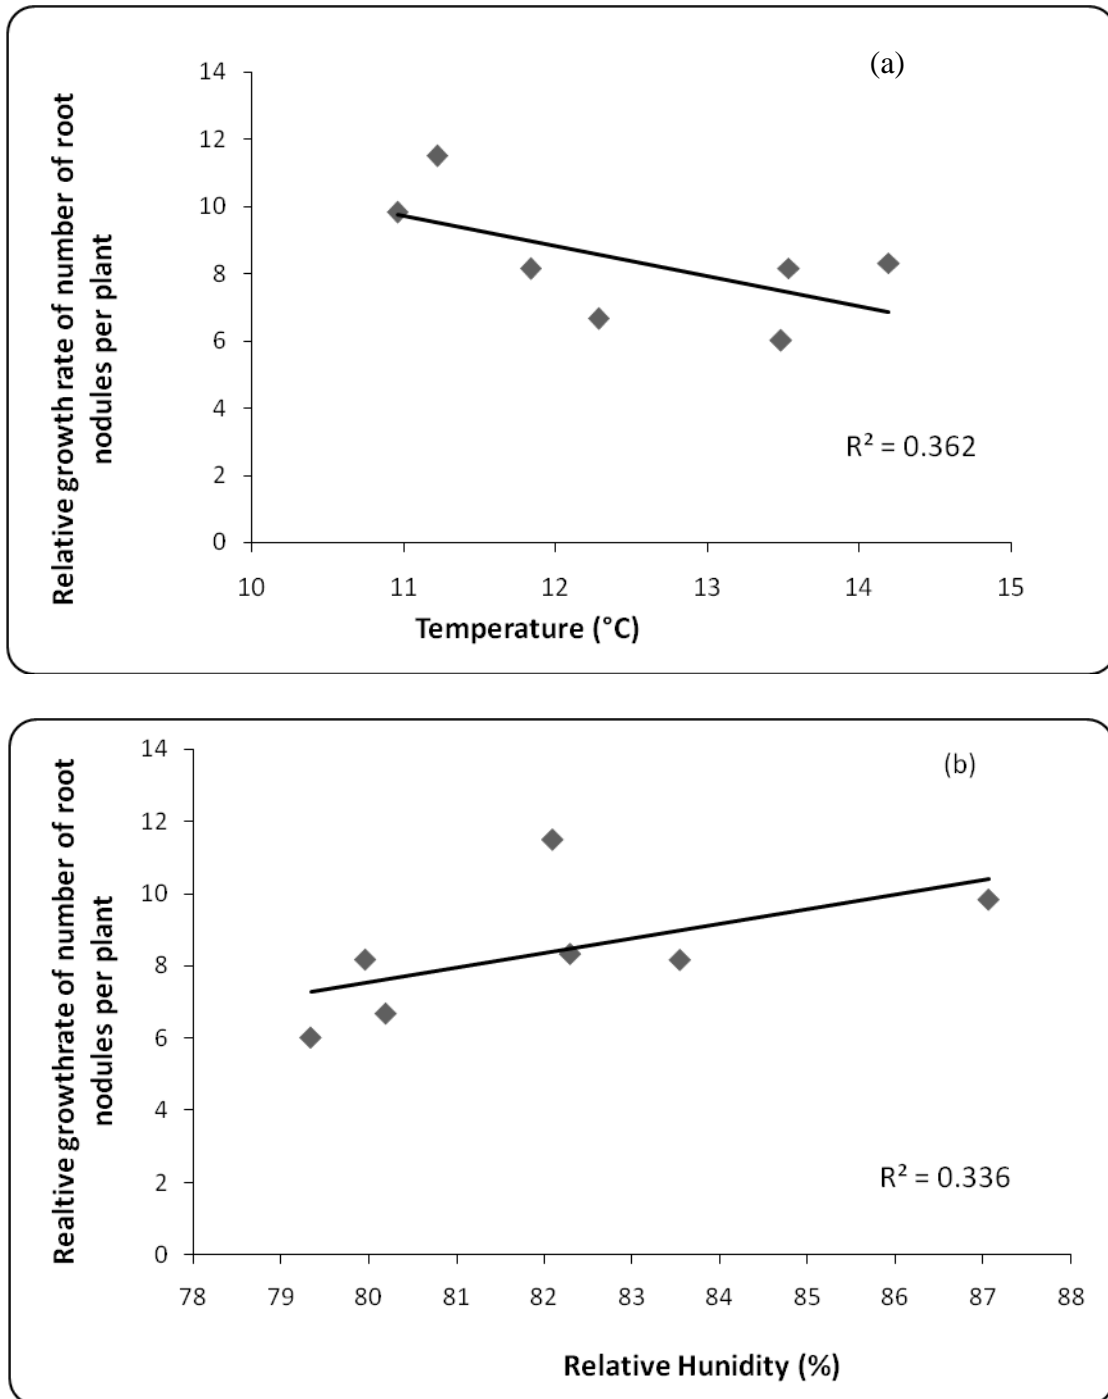 (a)
Relative growth rate of number of root
nodules per plant
14
12
10
8
6
4
2
0
R² = 0.362
10 11 12 13 14 15
Temperature (°C)
(b)
Realtive growthrate of number of root
nodules per plant
14
12
10
8
6
4
2
0
R² = 0.336
78 79 80 81 82 83 84 85 86 87 88
Relative Hunidity (%)